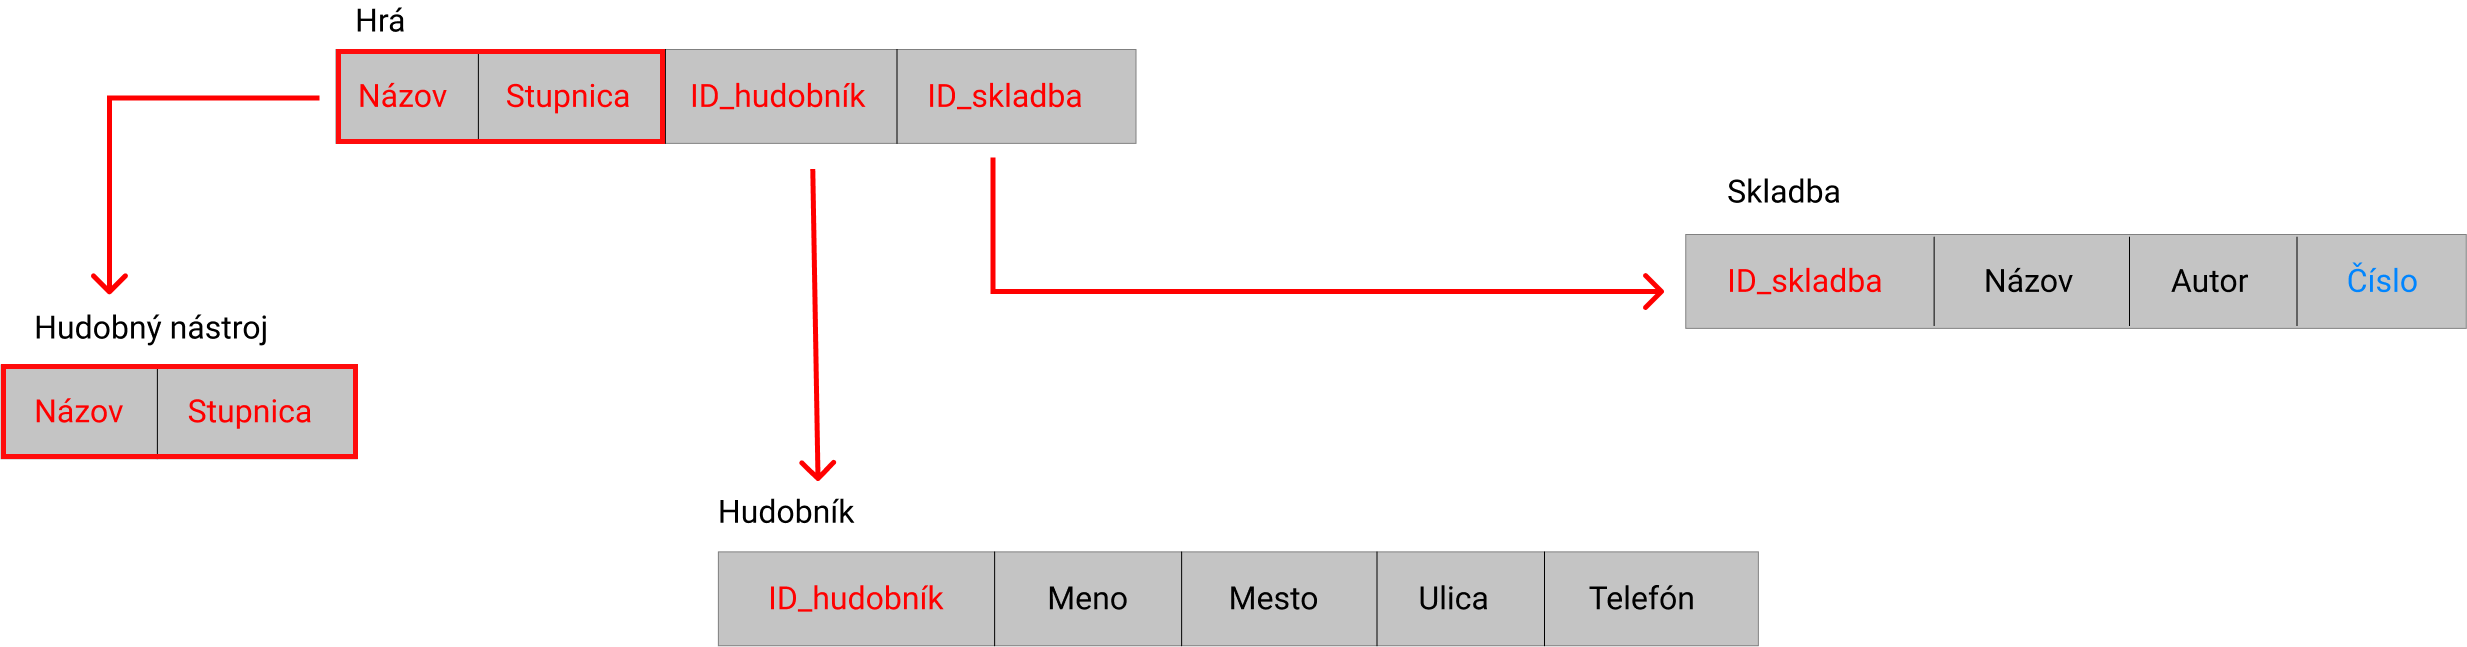 Hrá
Názov Stupnica ID_hudobník ID_skladba
Skladba
ID_skladba Názov Autor Číslo
Hudobný nástroj
Názov Stupnica
Hudobník
ID_hudobník Meno Mesto Ulica Telefón